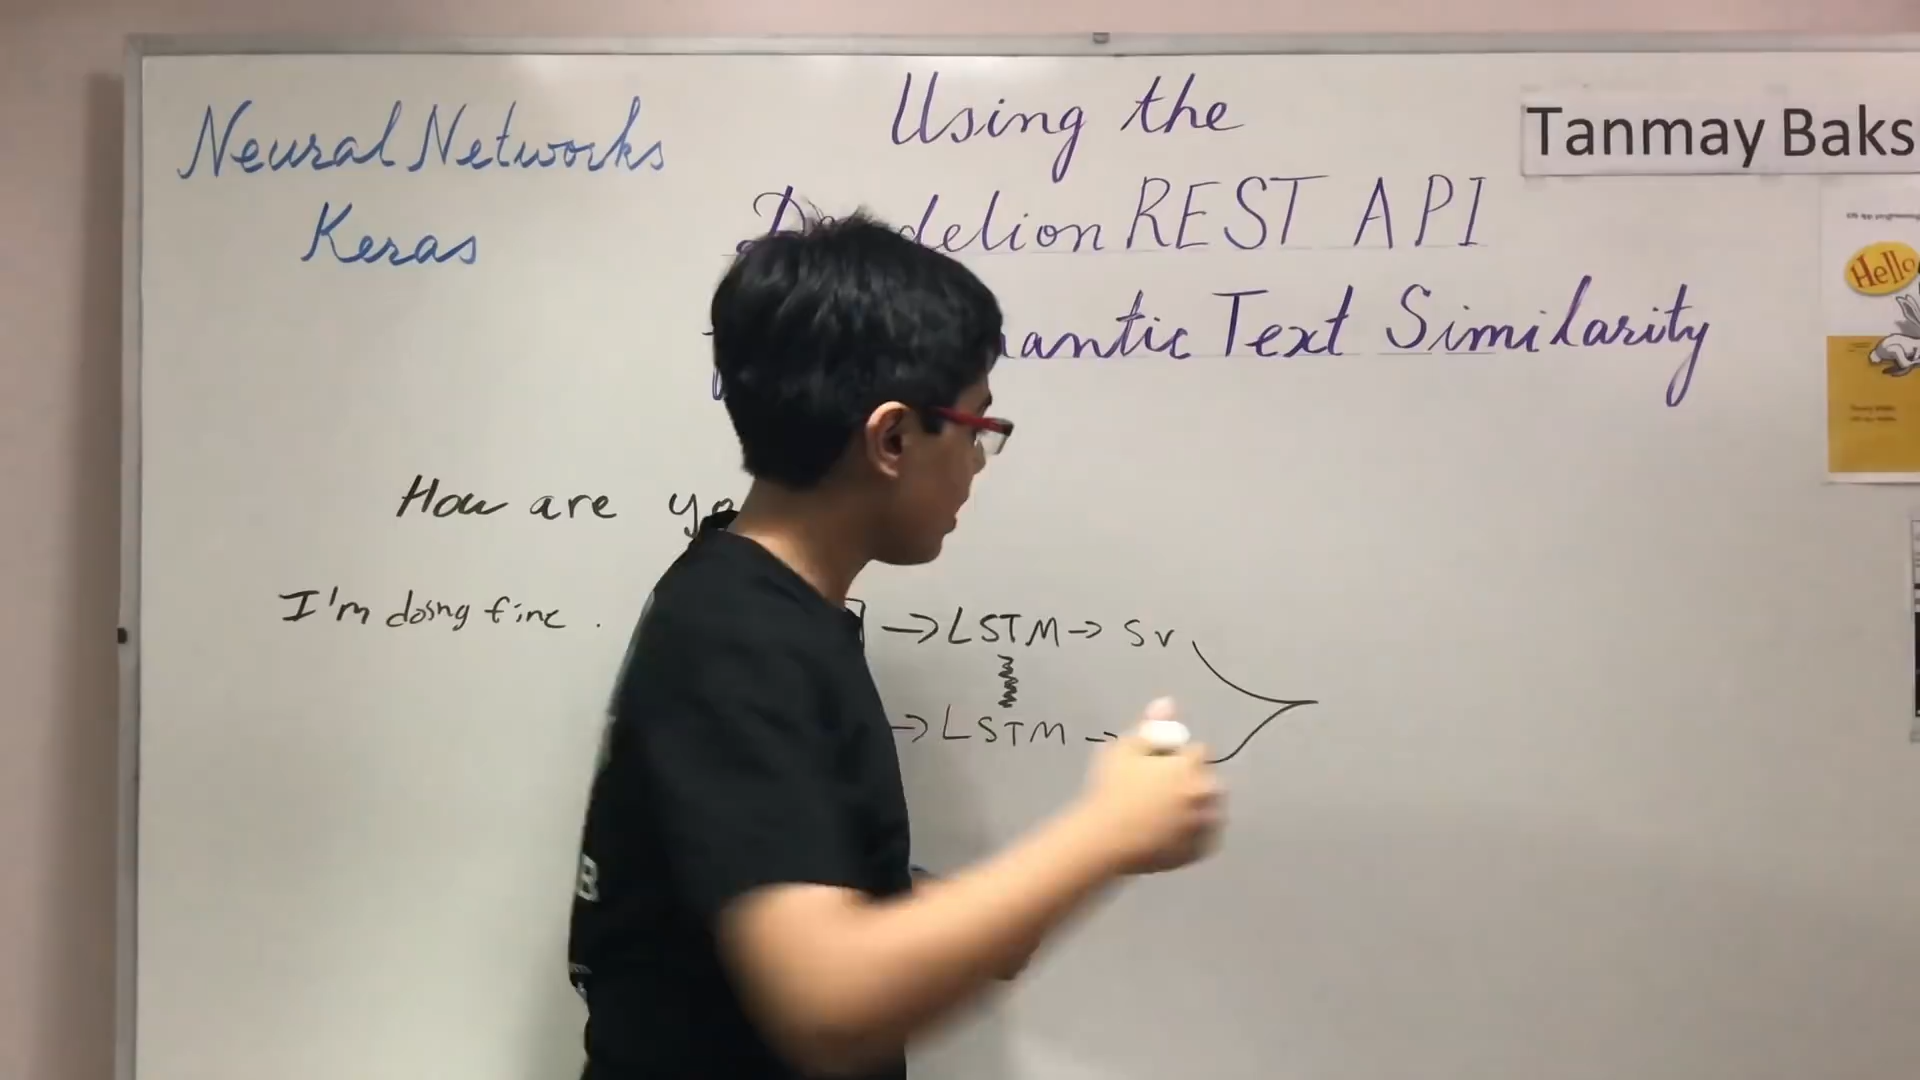 Neural Networks
Keras
Using the
delion REST API
antic Text Similarity
Tanmay Baks
Hello
How are yo
I'm doing fine .
→ LSTM → SV
→ LSTM →
B